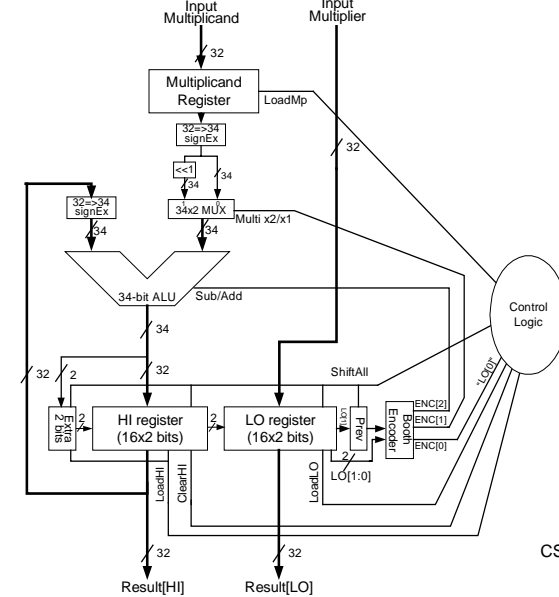 Input
Multiplicand
Input
Multiplier
32
Multiplicand
Register
LoadMp
32=>34
signEx
32
<<1
34
34
32=>34
signEx
1
0
34x2 MUX
Multi x2/x1
34
34
34-bit ALU
Sub/Add
Control
Logic
34
32
2
32
ShiftAll
"LO[0]"
Extra
2 bits
2
HI register
(16x2 bits)
2
LO register
(16x2 bits)
LO[1]
Prev
Booth
Encoder
ENC[2]
ENC[1]
ENC[0]
2
LO[1:0]
LoadHI
ClearHI
LoadLO
32
32
CS
Result[HI]
Result[LO]